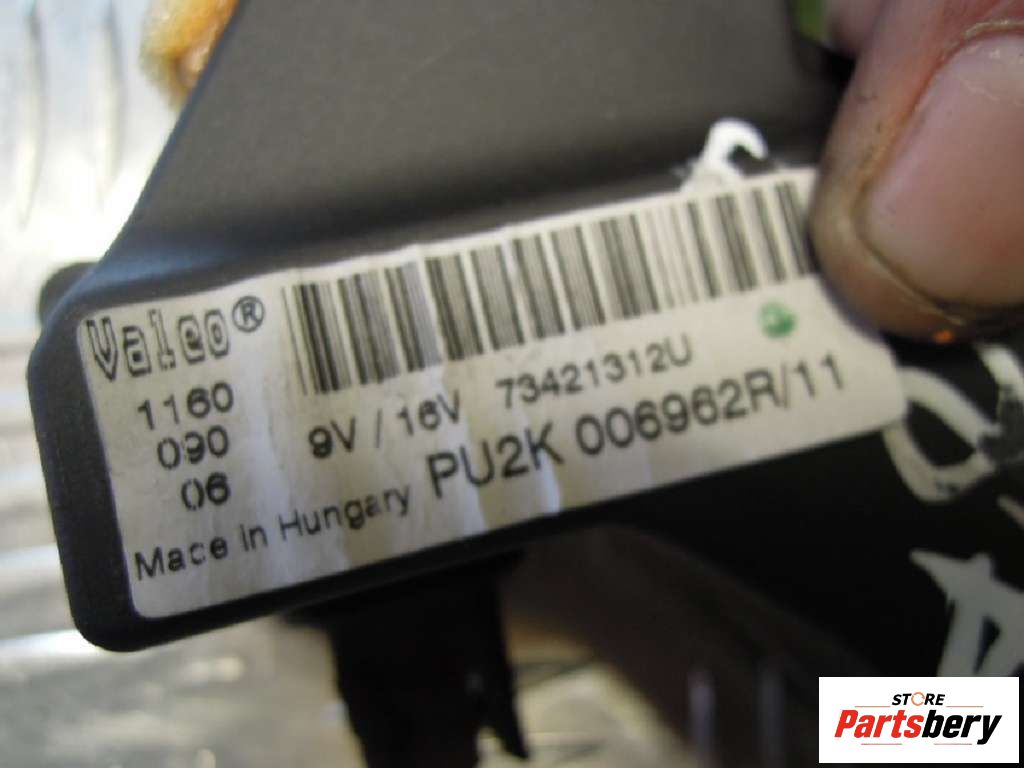 Valeo®
1160
090
06
9V / 16V 73421312U
PU2K 006962R/11
Made in Hungary
STORE
Partsbery